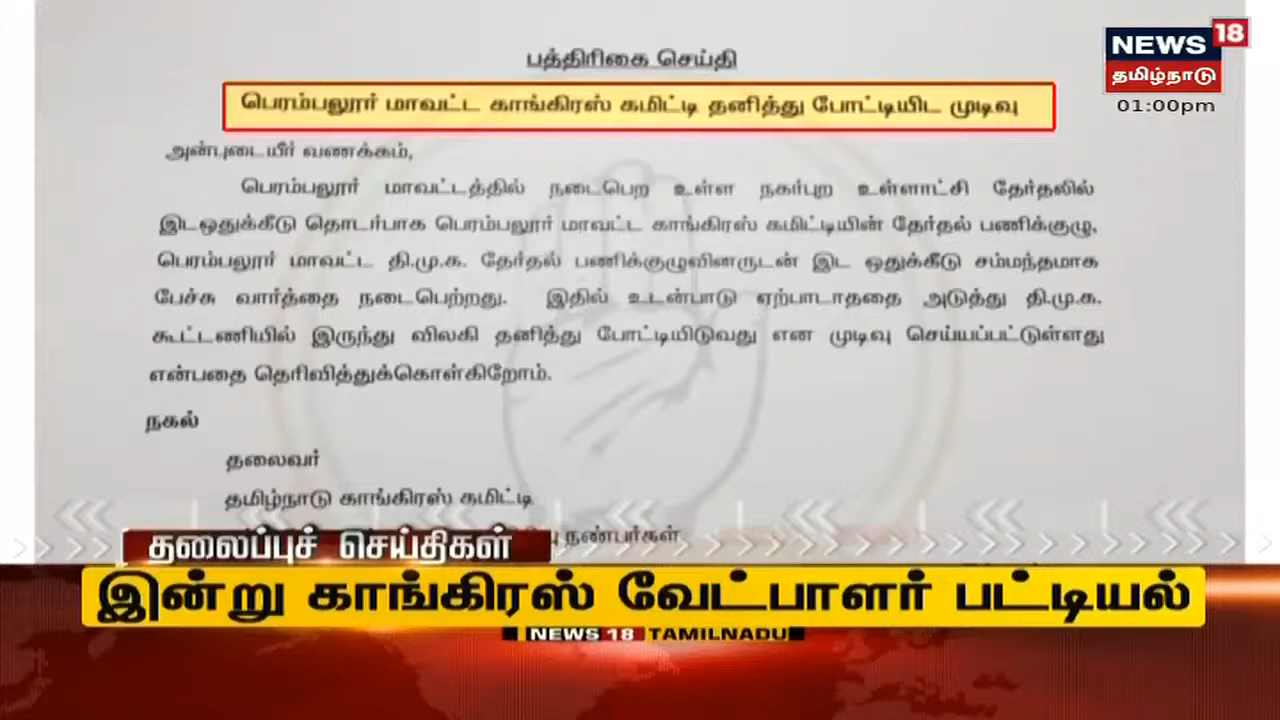 பத்திரிகை செய்தி
பெரம்பலூர் மாவட்ட காங்கிரஸ் கமிட்டி தனித்து போட்டியிட முடிவு
அன்புடையீர் வணக்கம்,
பெரம்பலூர் மாவட்டத்தில் நடைபெற உள்ள நகர்புற உள்ளாட்சி தேர்தலில்
இடஒதுக்கீடு தொடர்பாக பெரம்பலூர் மாவட்ட காங்கிரஸ் கமிட்டியின் தேர்தல் பணிக்குழு,
பெரம்பலூர் மாவட்ட தி.மு.க. தேர்தல் பணிக்குழுவினருடன் இட ஒதுக்கீடு சம்மந்தமாக
பேச்சு வார்த்தை நடைபெற்றது. இதில் உடன்பாடு ஏற்பாடாததை அடுத்து தி.மு.க.
கூட்டணியில் இருந்து விலகி தனித்து போட்டியிடுவது என முடிவு செய்யப்பட்டுள்ளது
என்பதை தெரிவித்துக்கொள்கிறோம்.
நகல்
தலைவர்
தமிழ்நாடு காங்கிரஸ் கமிட்டி
நண்பர்கள்
NEWS 18
தமிழ்நாடு
01:00pm
தலைப்புச் செய்திகள்
இன்று காங்கிரஸ் வேட்பாளர் பட்டியல்
NEWS 18 TAMILNADU